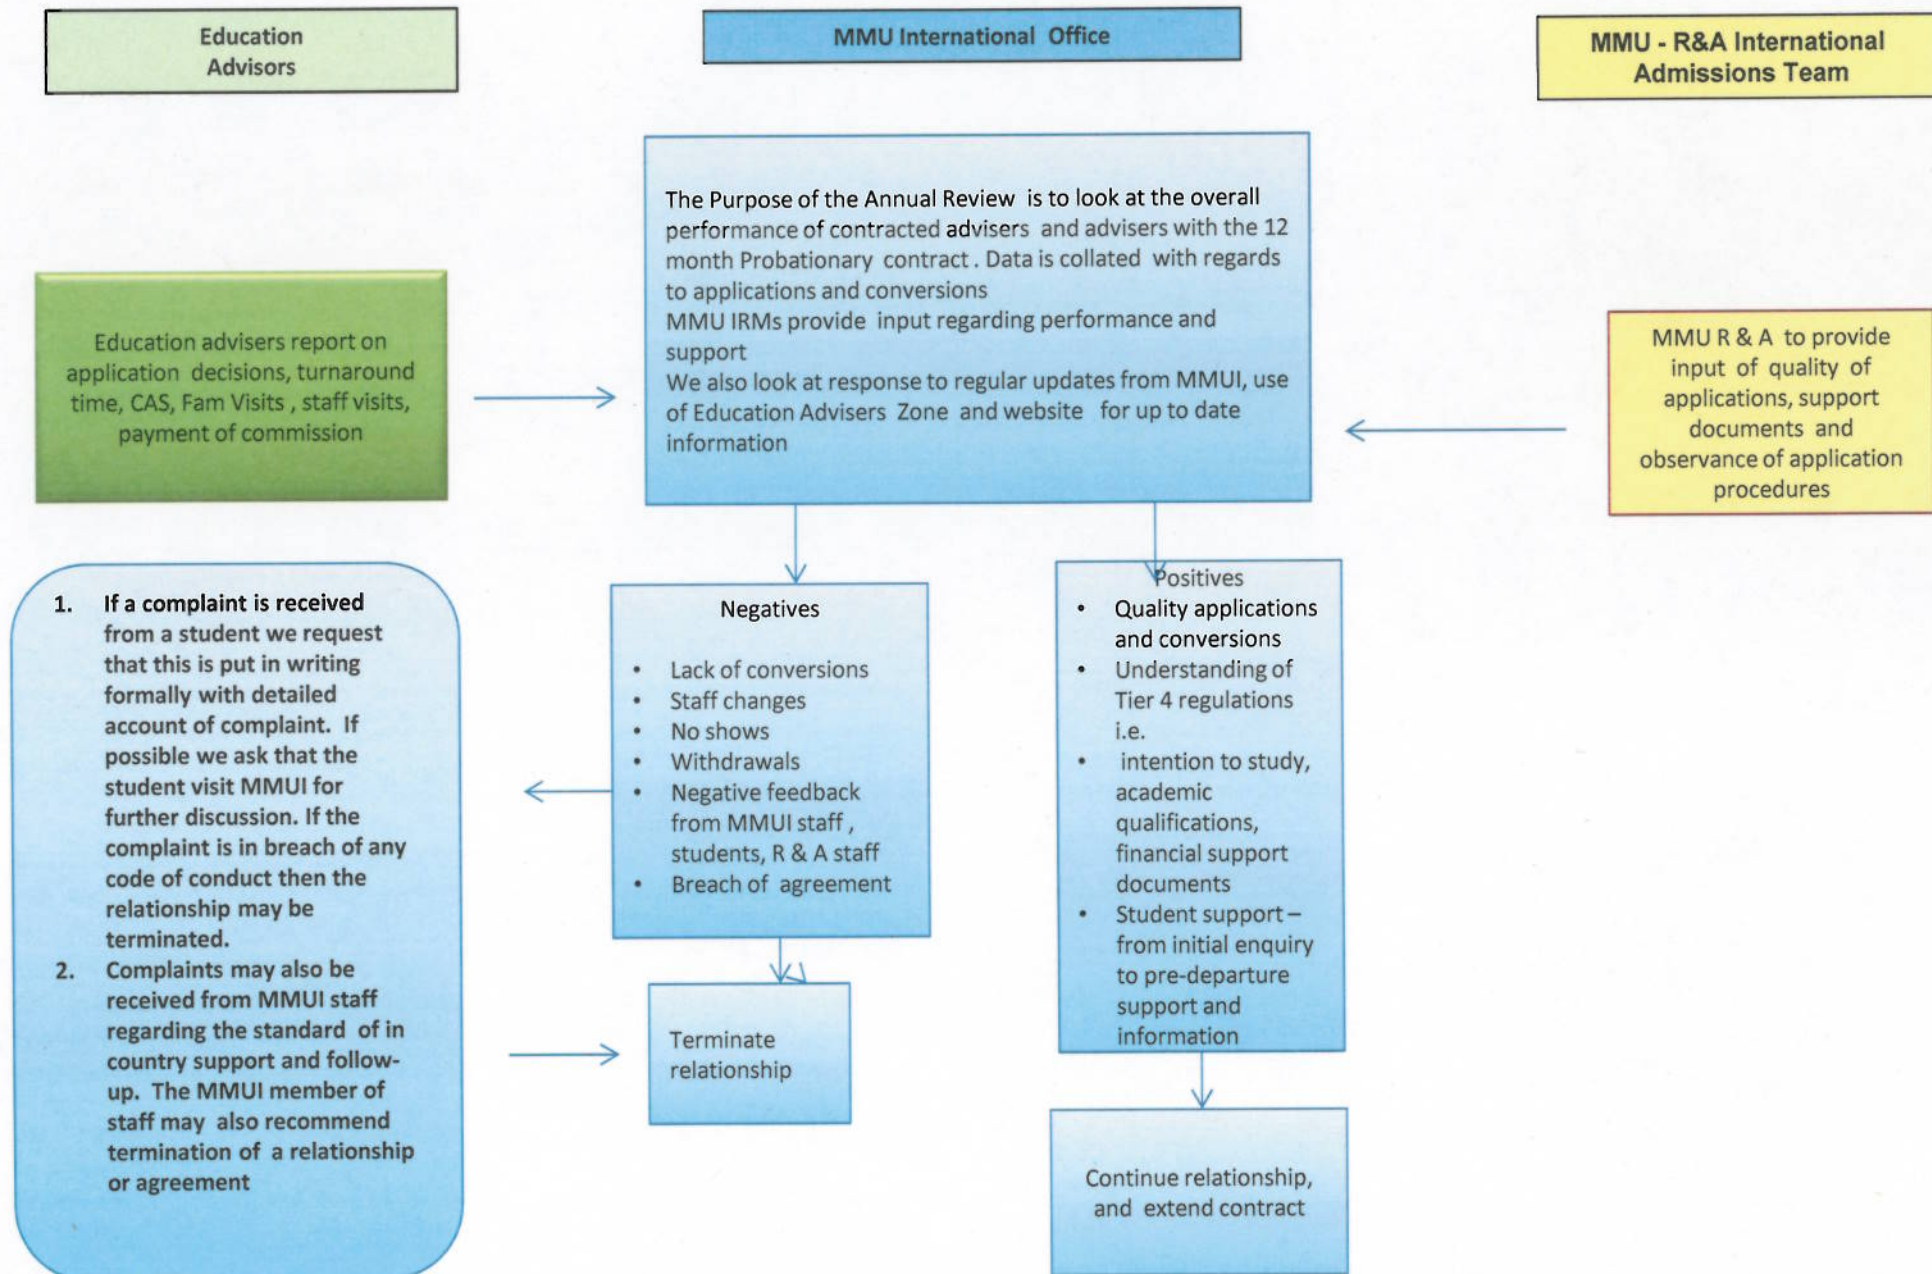 Education
Advisors
MMU International Office
MMU - R&A International
Admissions Team
The Purpose of the Annual Review is to look at the overall
performance of contracted advisers and advisers with the 12
month Probationary contract . Data is collated with regards
to applications and conversions
MMU IRMs provide input regarding performance and
support
We also look at response to regular updates from MMUI, use
of Education Advisers Zone and website for up to date
information
Education advisers report on
application decisions, turnaround
time, CAS, Fam Visits , staff visits,
payment of commission
MMU R & A to provide
input of quality of
applications, support
documents and
observance of application
procedures
1. If a complaint is received
from a student we request
that this is put in writing
formally with detailed
account of complaint. If
possible we ask that the
student visit MMUI for
further discussion. If the
complaint is in breach of any
code of conduct then the
relationship may be
terminated.
2. Complaints may also be
received from MMUI staff
regarding the standard of in
country support and follow-
up. The MMUI member of
staff may also recommend
termination of a relationship
or agreement
Negatives
• Lack of conversions
• Staff changes
• No shows
• Withdrawals
• Negative feedback
from MMUI staff ,
students, R & A staff
• Breach of agreement
Positives
• Quality applications
and conversions
• Understanding of
Tier 4 regulations
i.e.
• intention to study,
academic
qualifications,
financial support
documents
• Student support –
from initial enquiry
to pre-departure
support and
information
Terminate
relationship
Continue relationship,
and extend contract